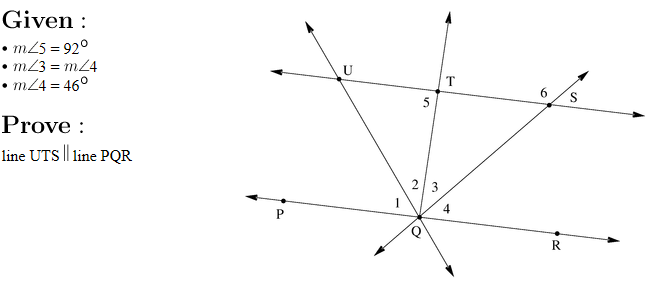 Given :
• m∠5 = 92°
• m∠3 = m∠4
• m∠4 = 46°
Prove :
line UTS ∥ line PQR
U
T
6
S
5
2
3
1
4
P
Q
R